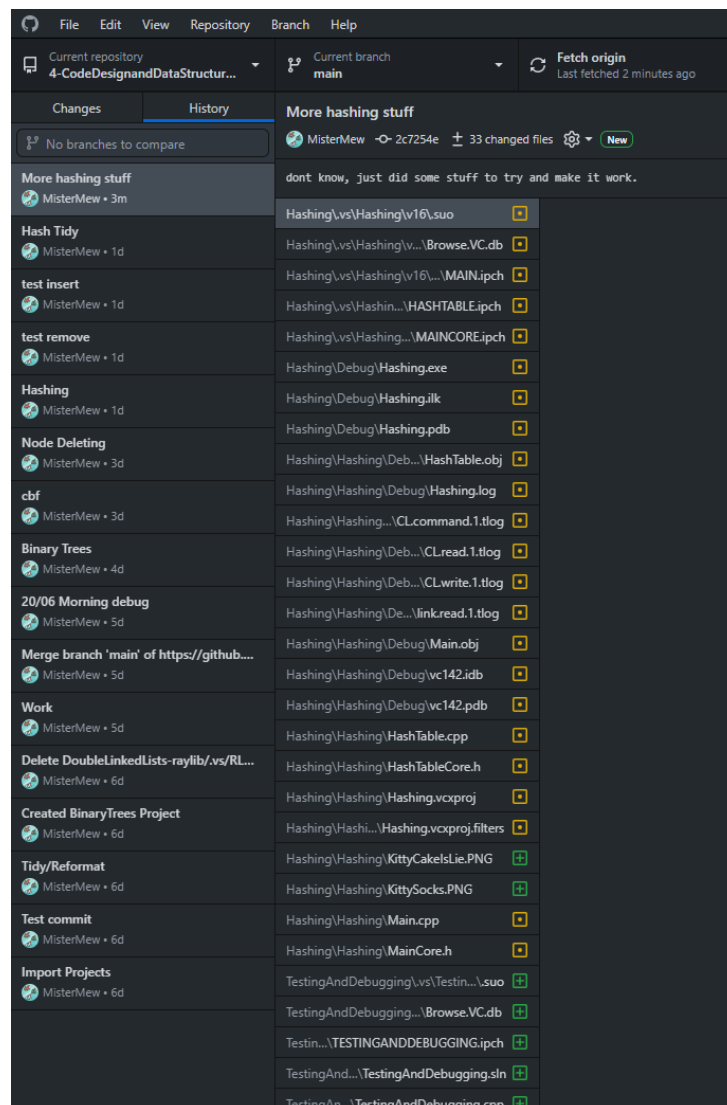 File Edit View Repository Branch Help
Current repository
4-CodeDesignandDataStructur...
Current branch
main
Fetch origin
Last fetched 2 minutes ago
Changes History
No branches to compare
More hashing stuff
MisterMew • 3m
Hash Tidy
MisterMew • 1d
test insert
MisterMew • 1d
test remove
MisterMew • 1d
Hashing
MisterMew • 1d
Node Deleting
MisterMew • 3d
cbf
MisterMew • 3d
Binary Trees
MisterMew • 4d
20/06 Morning debug
MisterMew • 5d
Merge branch 'main' of https://github....
MisterMew • 5d
Work
MisterMew • 5d
Delete DoubleLinkedLists-raylib/.vs/RL...
MisterMew • 6d
Created BinaryTrees Project
MisterMew • 6d
Tidy/Reformat
MisterMew • 6d
Test commit
MisterMew • 6d
Import Projects
MisterMew • 6d
More hashing stuff
MisterMew 2c7254e 33 changed files New
dont know, just did some stuff to try and make it work.
Hashing\.vs\Hashing\v16\.suo
Hashing\.vs\Hashing\v...\Browse.VC.db
Hashing\.vs\Hashing\v16\...\MAIN.ipch
Hashing\.vs\Hashin...\HASHTABLE.ipch
Hashing\.vs\Hashing...\MAINCORE.ipch
Hashing\Debug\Hashing.exe
Hashing\Debug\Hashing.ilk
Hashing\Debug\Hashing.pdb
Hashing\Hashing\Deb...\HashTable.obj
Hashing\Hashing\Debug\Hashing.log
Hashing\Hashing...\CL.command.1.tlog
Hashing\Hashing\Deb...\CL.read.1.tlog
Hashing\Hashing\Deb...\CL.write.1.tlog
Hashing\Hashing\De...\link.read.1.tlog
Hashing\Hashing\Debug\Main.obj
Hashing\Hashing\Debug\vc142.idb
Hashing\Hashing\Debug\vc142.pdb
Hashing\Hashing\HashTable.cpp
Hashing\Hashing\HashTableCore.h
Hashing\Hashing\Hashing.vcxproj
Hashing\Hashi...\Hashing.vcxproj.filters
Hashing\Hashing\KittyCakeIsLie.PNG
Hashing\Hashing\KittySocks.PNG
Hashing\Hashing\Main.cpp
Hashing\Hashing\MainCore.h
TestingAndDebugging\.vs\Testin...\.suo
TestingAndDebugging...\Browse.VC.db
Testin...\TESTINGANDDEBUGGING.ipch
TestingAnd...\TestingAndDebugging.sln
TestingAn...\TestingAndDebugging.cpp